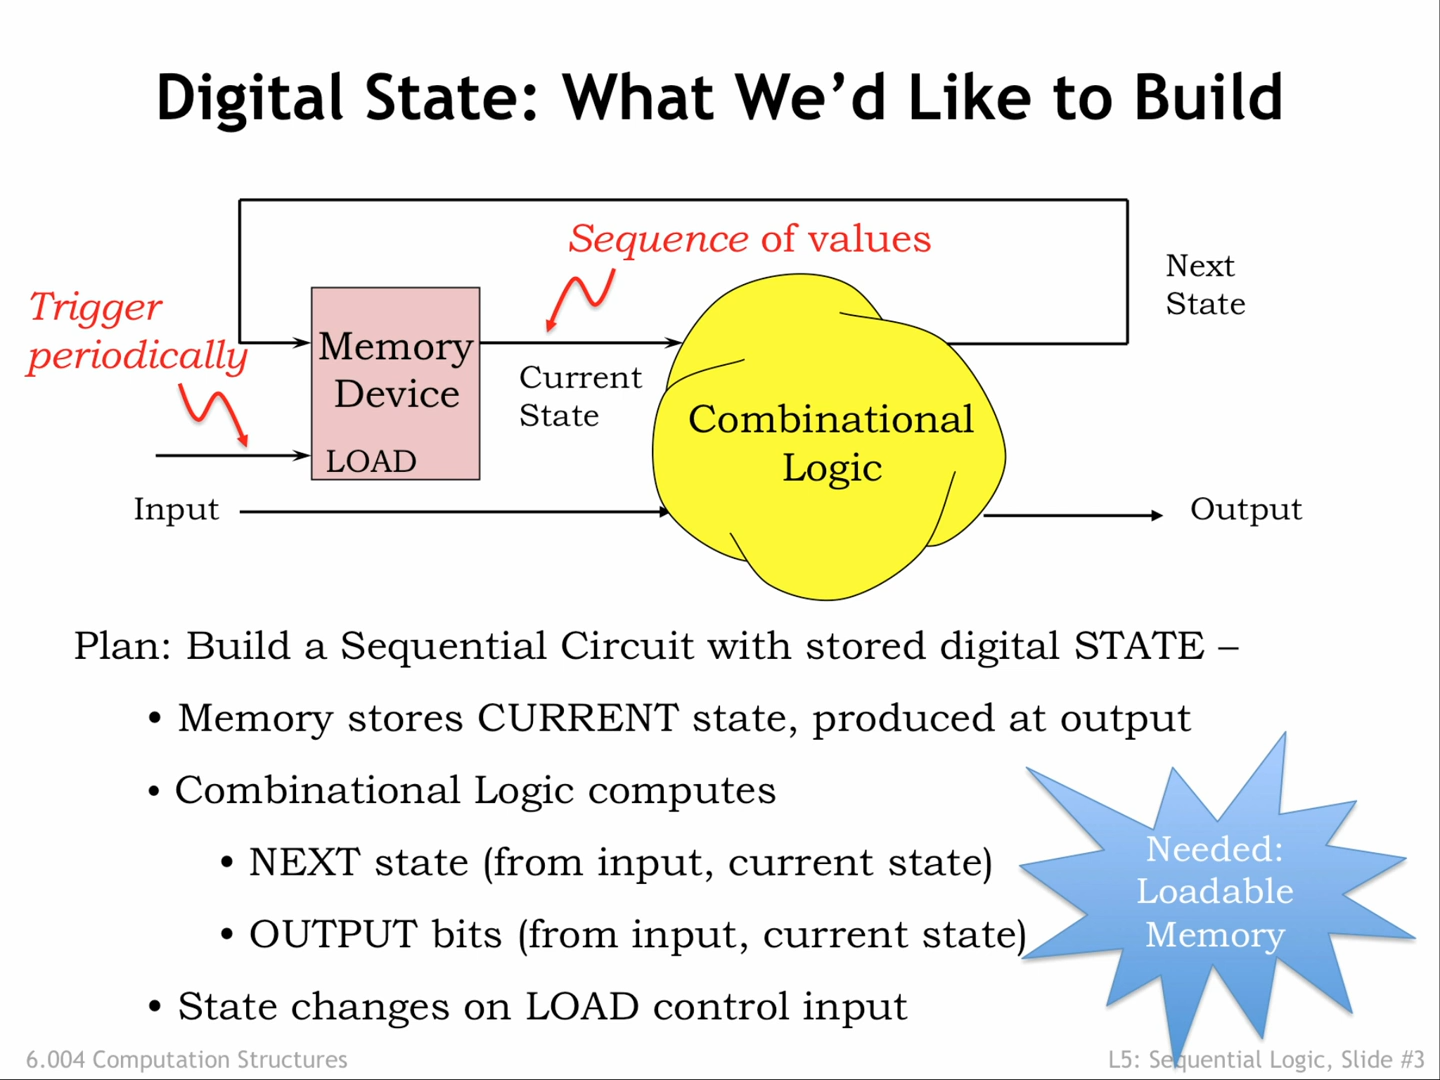 Digital State: What We’d Like to Build
Sequence of values
Next
State
Trigger
periodically
Memory
Device
LOAD
Current
State
Combinational
Logic
Input
Output
Plan: Build a Sequential Circuit with stored digital STATE –
• Memory stores CURRENT state, produced at output
• Combinational Logic computes
• NEXT state (from input, current state)
• OUTPUT bits (from input, current state)
• State changes on LOAD control input
Needed:
Loadable
Memory
6.004 Computation Structures
L5: Sequential Logic, Slide #3